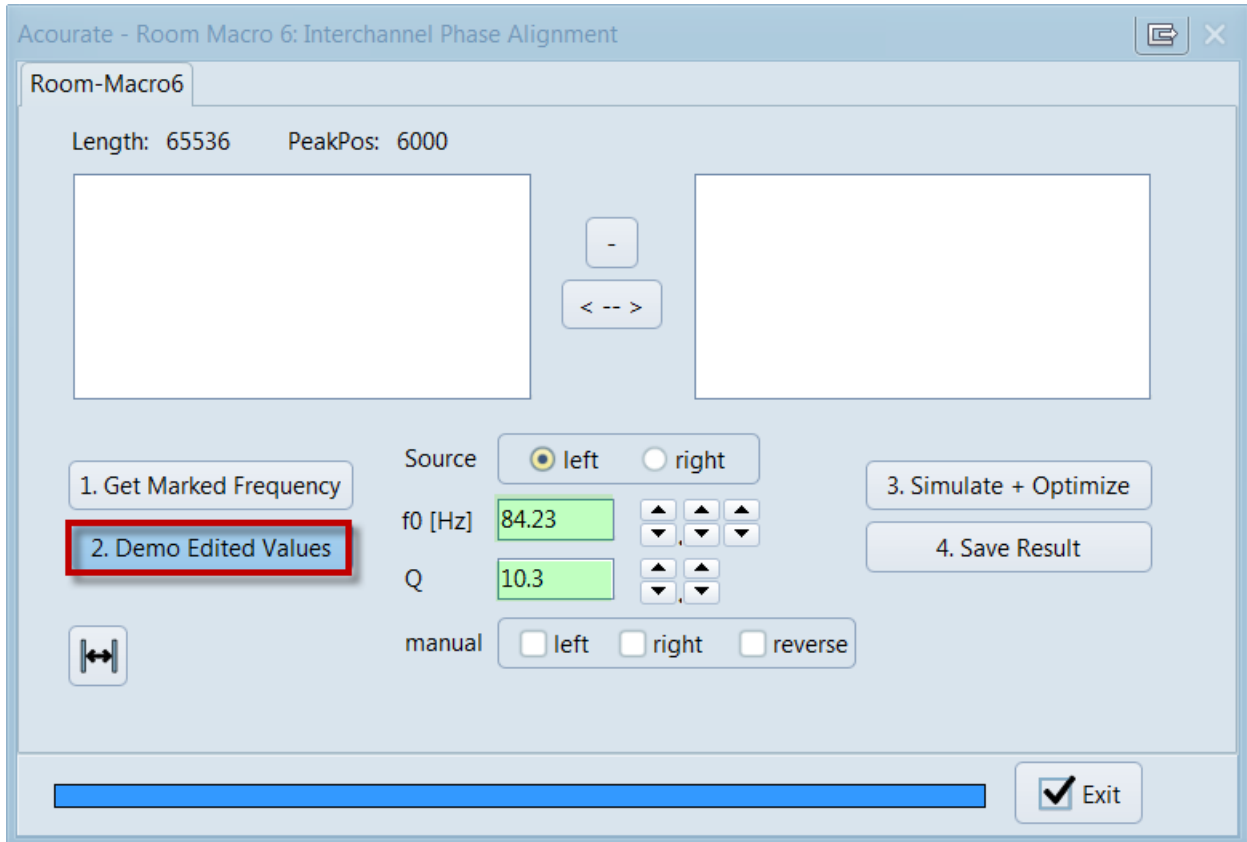 Acourate - Room Macro 6: Interchannel Phase Alignment
Room-Macro6
Length: 65536 PeakPos: 6000
-
< -- >
Source left right
1. Get Marked Frequency
3. Simulate + Optimize
f0 [Hz] 84.23
2. Demo Edited Values
4. Save Result
Q 10.3
manual left right reverse
Exit